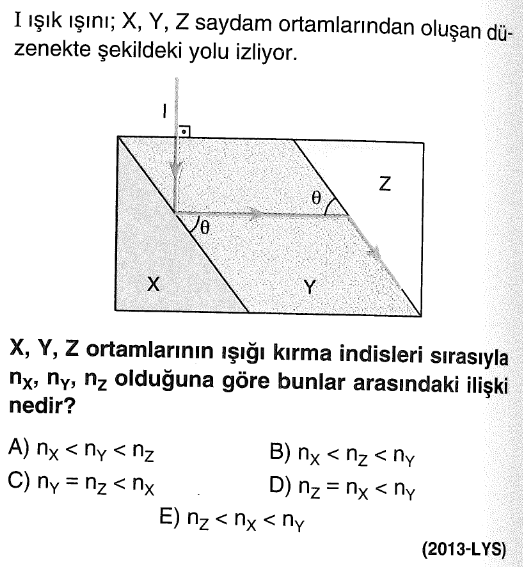 I ışık ışını; X, Y, Z saydam ortamlarından oluşan dü-
zenekte şekildeki yolu izliyor.
I
θ
Z
θ
X
Y
X, Y, Z ortamlarının ışığı kırma indisleri sırasıyla
nX, nY, nZ olduğuna göre bunlar arasındaki ilişki
nedir?
A) nX < nY < nZ B) nX < nZ < nY
C) nY = nZ < nX D) nZ = nX < nY
E) nZ < nX < nY
(2013-LYS)